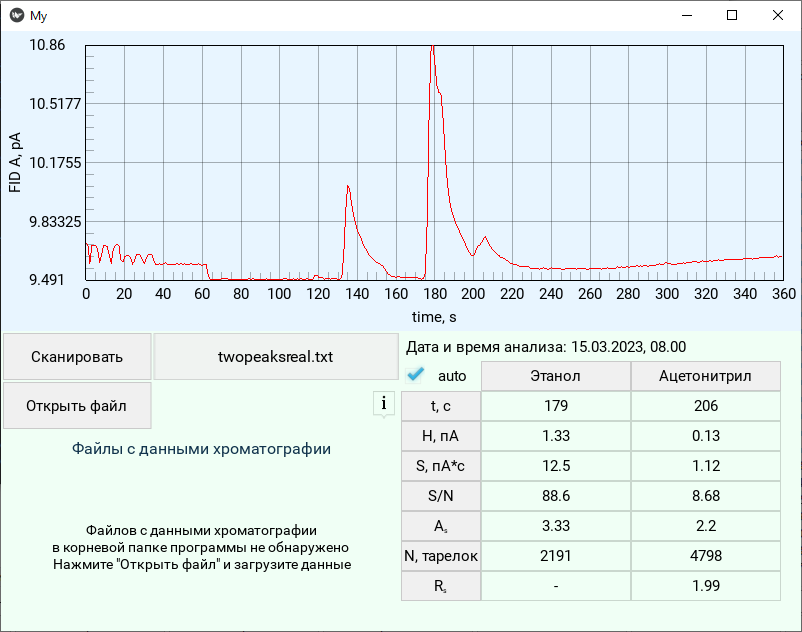 My
10.86
10.5177
10.1755
9.83325
9.491
FID A, pA
0 20 40 60 80 100 120 140 160 180 200 220 240 260 280 300 320 340 360
time, s
Сканировать
twopeaksreal.txt
Открыть файл
i
Файлы с данными хроматографии
Файлов с данными хроматографии
в корневой папке программы не обнаружено
Нажмите "Открыть файл" и загрузите данные
Дата и время анализа: 15.03.2023, 08.00
auto Этанол Ацетонитрил
t, с 179 206
H, пА 1.33 0.13
S, пА*с 12.5 1.12
S/N 88.6 8.68
Aₛ 3.33 2.2
N, тарелок 2191 4798
Rₛ - 1.99